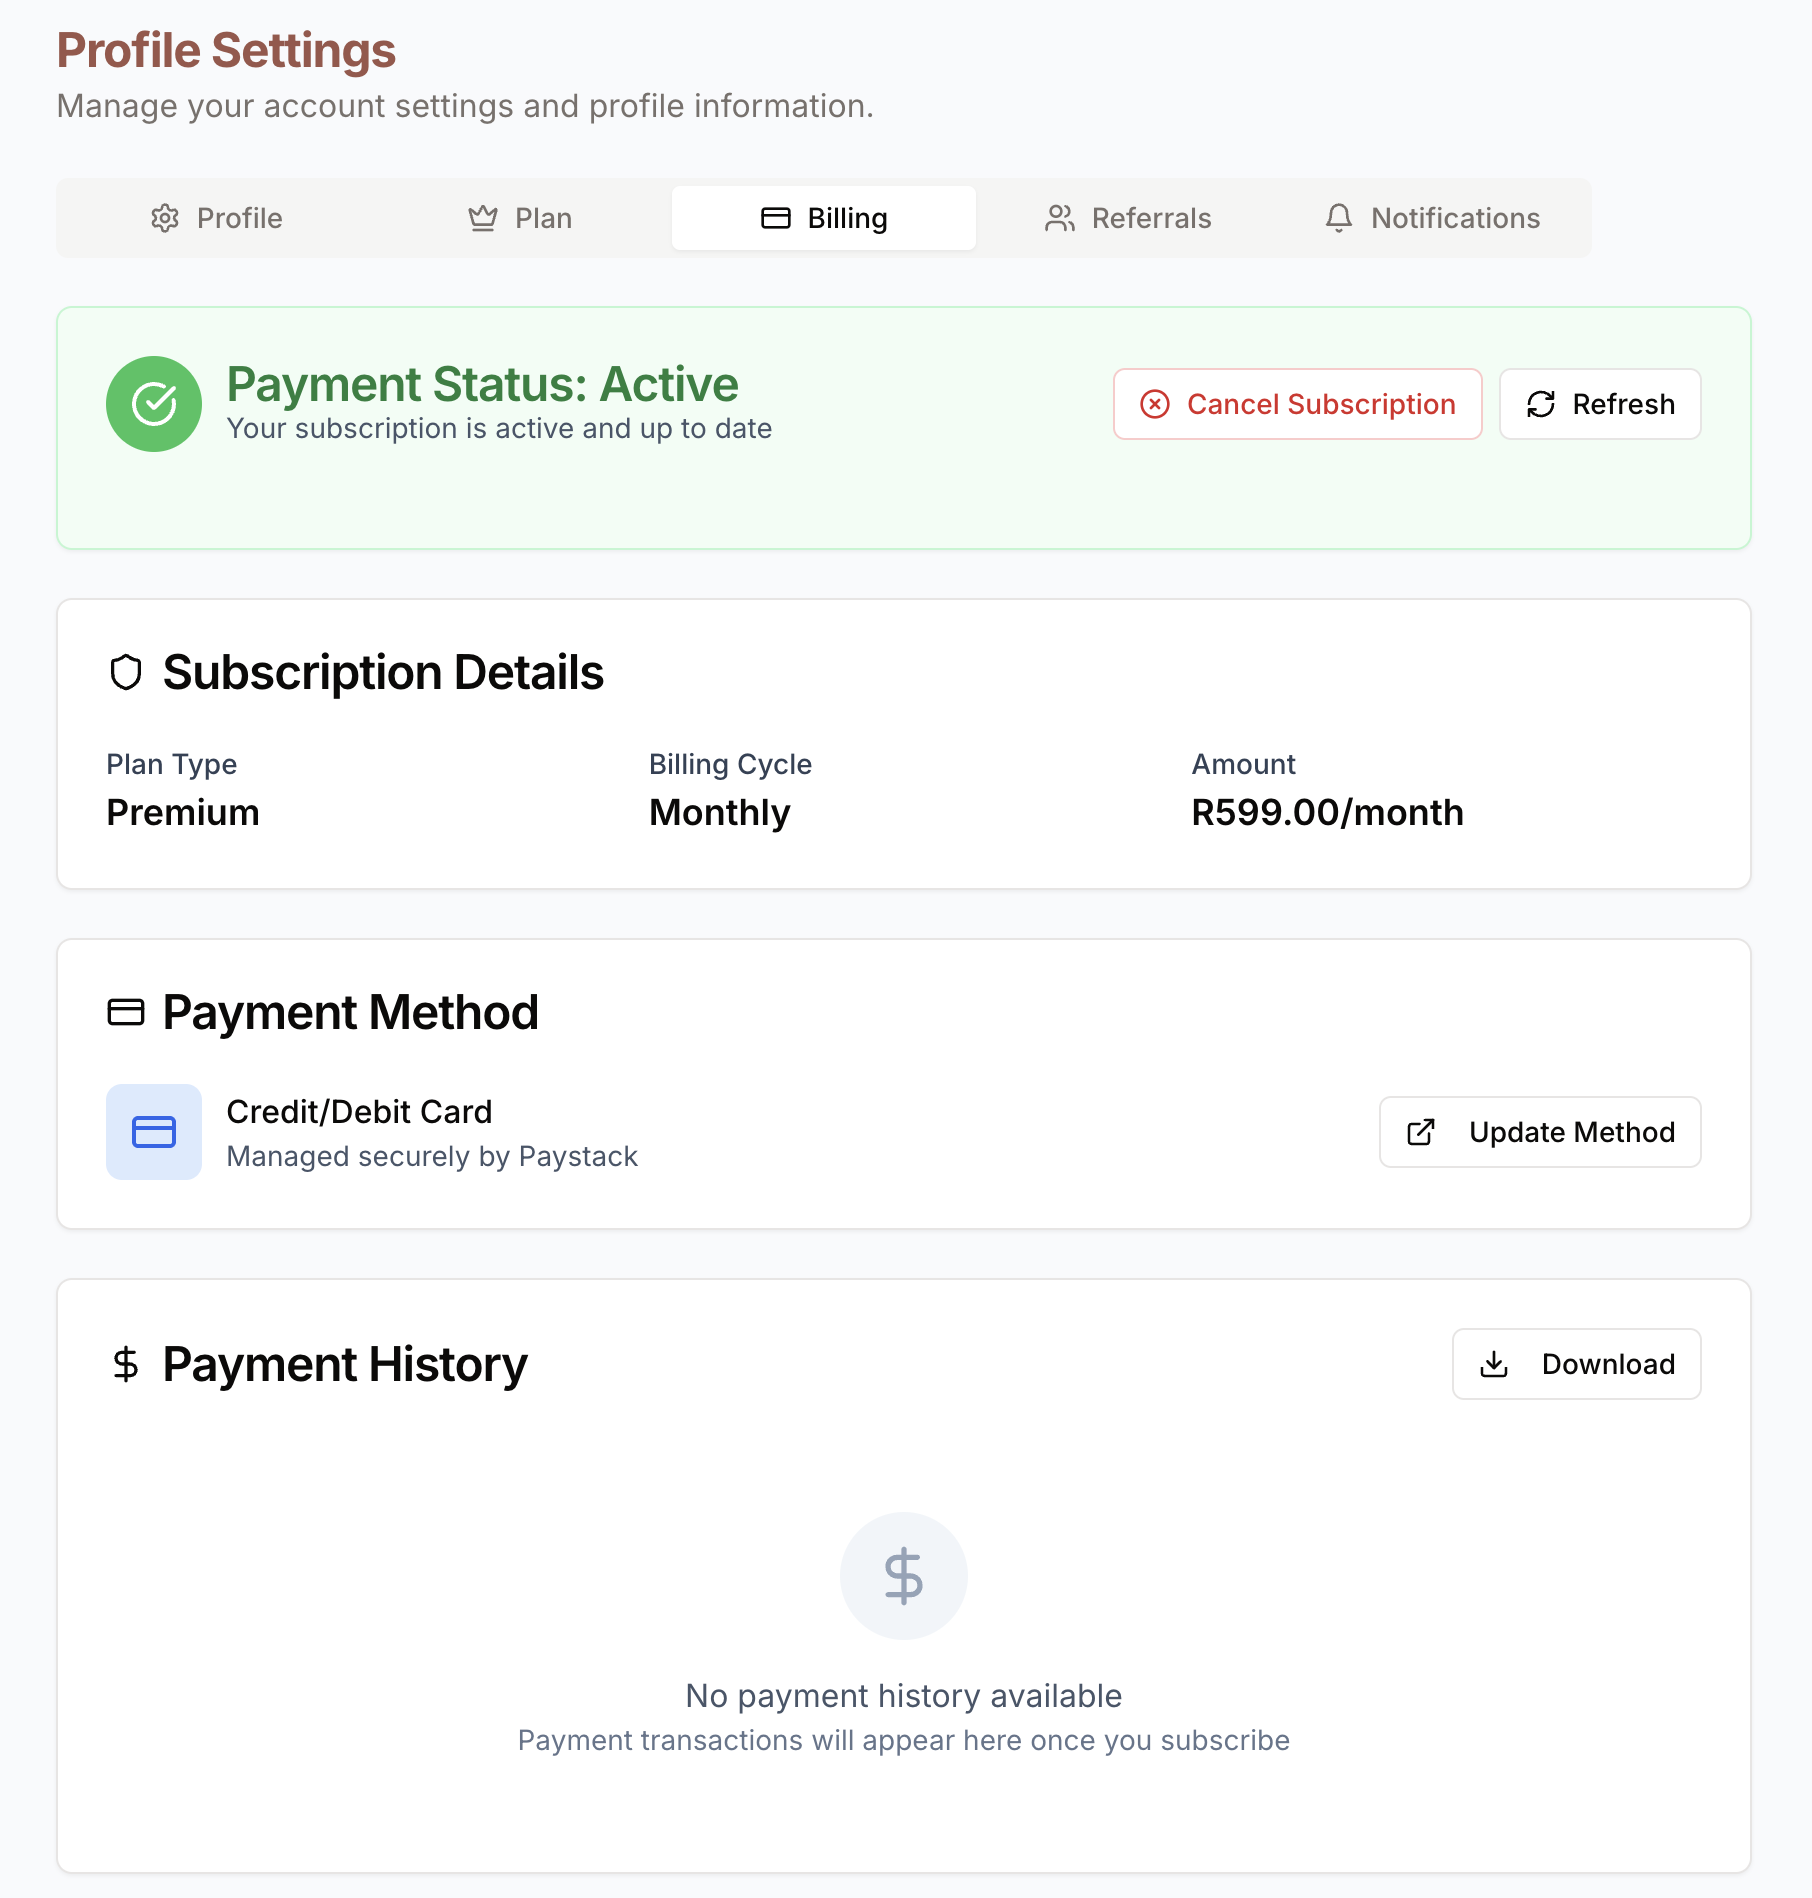 Profile Settings
Manage your account settings and profile information.
Profile
Plan
Billing
Referrals
Notifications
Payment Status: Active
Your subscription is active and up to date
Cancel Subscription
Refresh
Subscription Details
Plan Type
Premium
Billing Cycle
Monthly
Amount
R599.00/month
Payment Method
Credit/Debit Card
Managed securely by Paystack
Update Method
Payment History
Download
No payment history available
Payment transactions will appear here once you subscribe